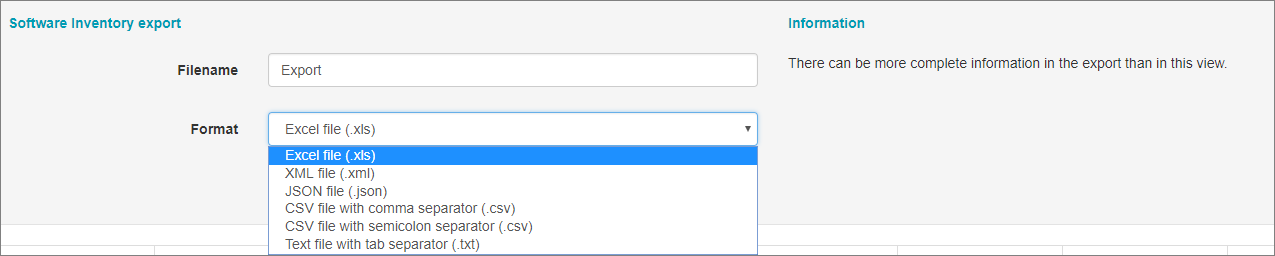 Software Inventory export
Information
Filename
Export
There can be more complete information in the export than in this view.
Format
Excel file (.xls)
Excel file (.xls)
XML file (.xml)
JSON file (.json)
CSV file with comma separator (.csv)
CSV file with semicolon separator (.csv)
Text file with tab separator (.txt)